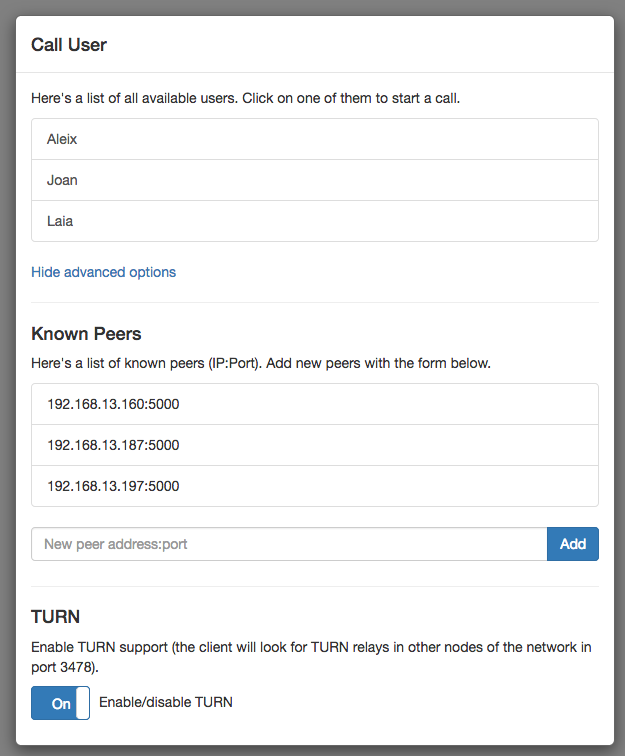 Call User
Here's a list of all available users. Click on one of them to start a call.
Aleix
Joan
Laia
Hide advanced options
Known Peers
Here's a list of known peers (IP:Port). Add new peers with the form below.
192.168.13.160:5000
192.168.13.187:5000
192.168.13.197:5000
New peer address:port
Add
TURN
Enable TURN support (the client will look for TURN relays in other nodes of the network in
port 3478).
On
Enable/disable TURN